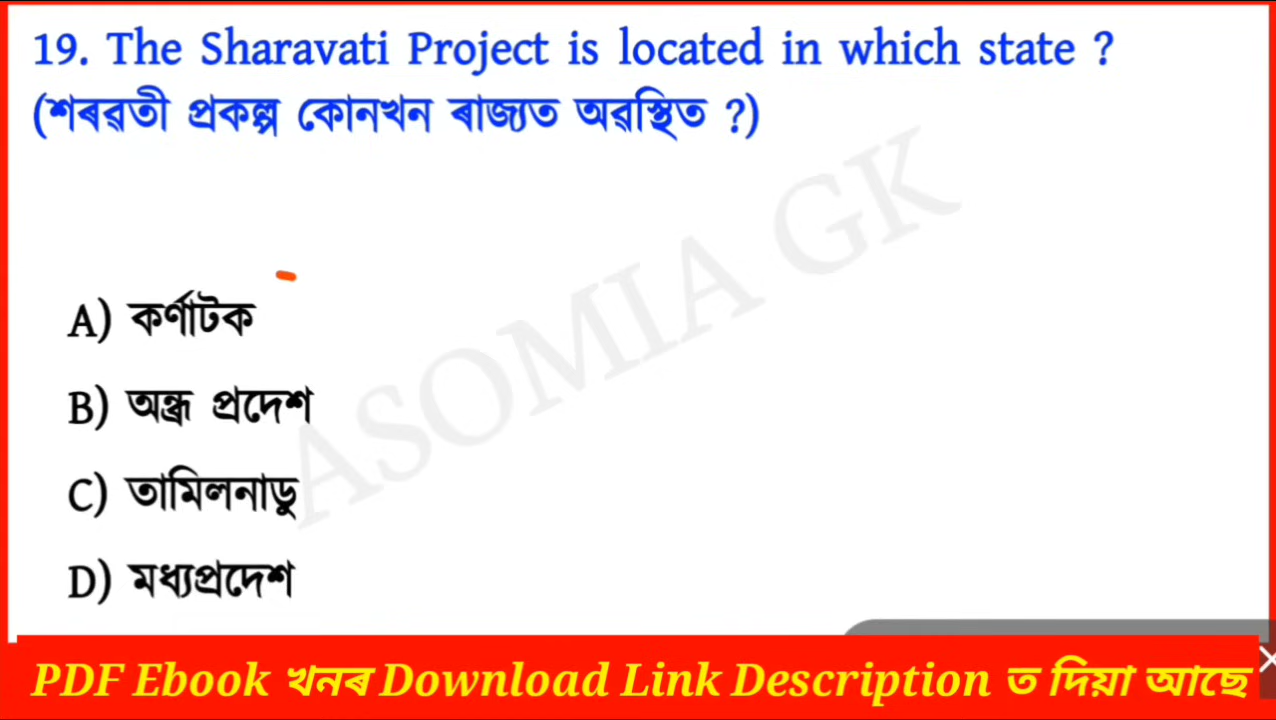 19. The Sharavati Project is located in which state ?
(শৰৱতী প্ৰকল্প কোনখন ৰাজ্যত অৱস্থিত ?)
ASOMIA GK
A) কৰ্ণাটক
B) অন্ধ্ৰ প্ৰদেশ
C) তামিলনাডু
D) মধ্যপ্ৰদেশ
PDF Ebook খনৰ Download Link Description ত দিয়া আছে